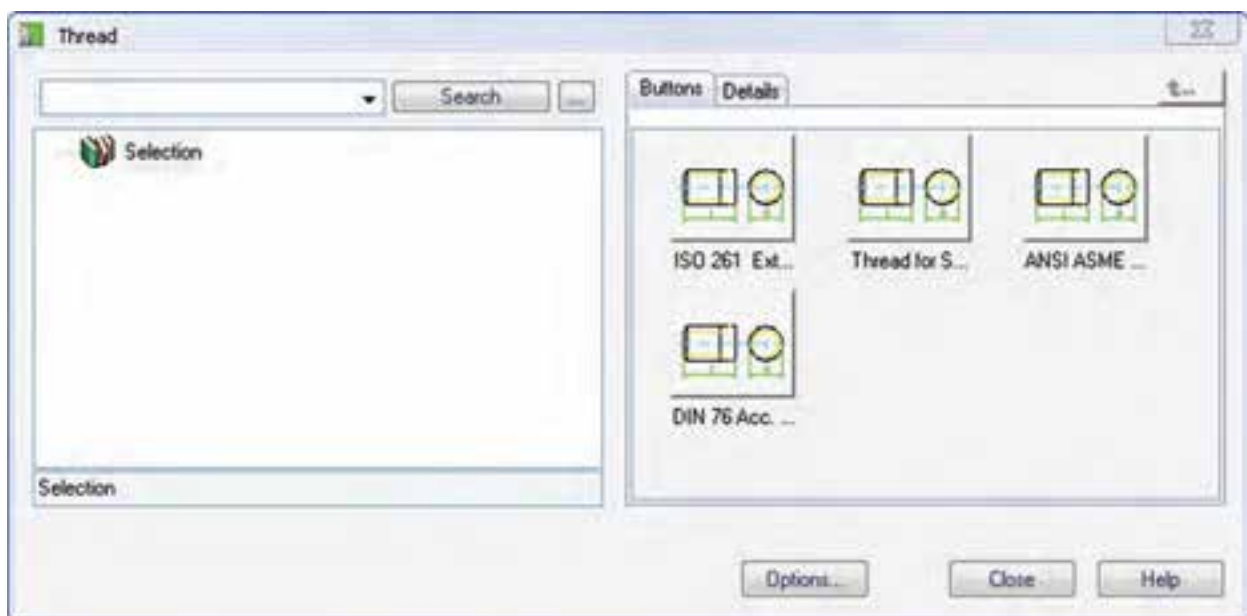 Thread
Search ...
Buttons Details
Selection
ISO 261 Ext... Thread for S... ANSI ASME ...
DIN 76 Acc. ...
Selection
Options... Close Help